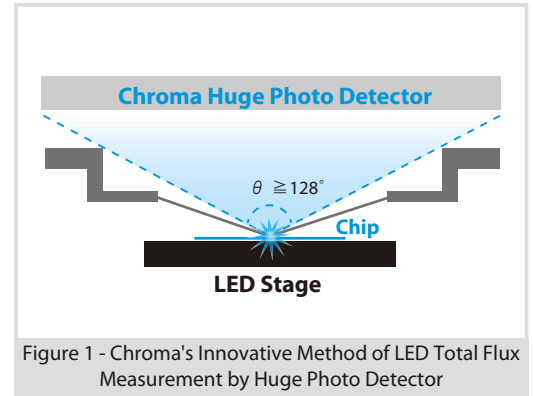 Chroma Huge Photo Detector
θ ≧128°
Chip
LED Stage
Figure 1 - Chroma's Innovative Method of LED Total Flux
Measurement by Huge Photo Detector